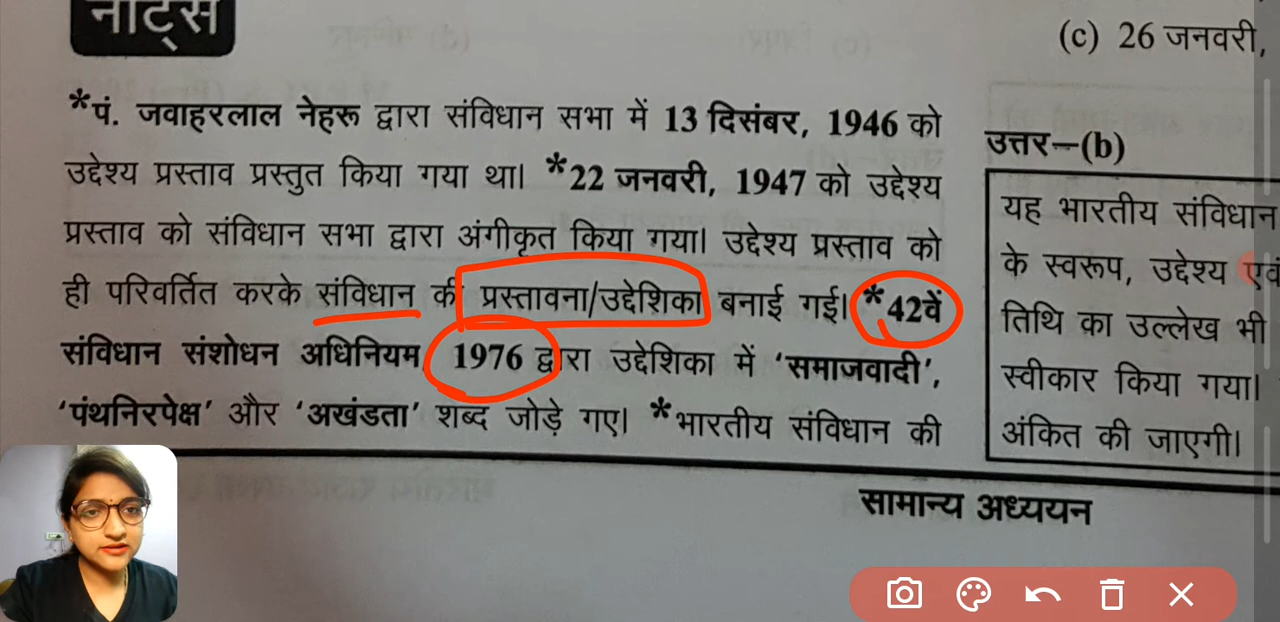 नोट्स
*पं. जवाहरलाल नेहरू द्वारा संविधान सभा में 13 दिसंबर, 1946 को
उद्देश्य प्रस्ताव प्रस्तुत किया गया था। *22 जनवरी, 1947 को उद्देश्य
प्रस्ताव को संविधान सभा द्वारा अंगीकृत किया गया। उद्देश्य प्रस्ताव को
ही परिवर्तित करके संविधान की प्रस्तावना/उद्देशिका बनाई गई। *42वें
संविधान संशोधन अधिनियम, 1976 द्वारा उद्देशिका में ‘समाजवादी’,
‘पंथनिरपेक्ष’ और ‘अखंडता’ शब्द जोड़े गए। *भारतीय संविधान की
(c) 26 जनवरी,
उत्तर—(b)
यह भारतीय संविधान
के स्वरूप, उद्देश्य एवं
तिथि का उल्लेख भी
स्वीकार किया गया।
अंकित की जाएगी।
सामान्य अध्ययन